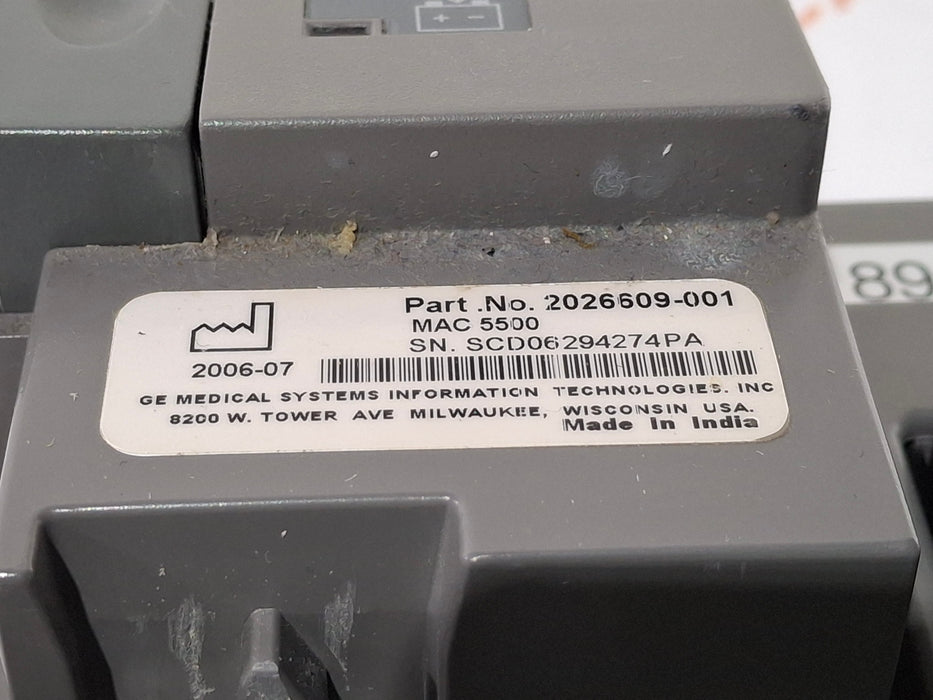 Part .No. 2026609-001
MAC 5500
SN. SCD06294274PA
2006-07
GE MEDICAL SYSTEMS INFORMATION TECHNOLOGIES. INC
8200 W. TOWER AVE MILWAUKEE, WISCONSIN USA.
Made In India
89